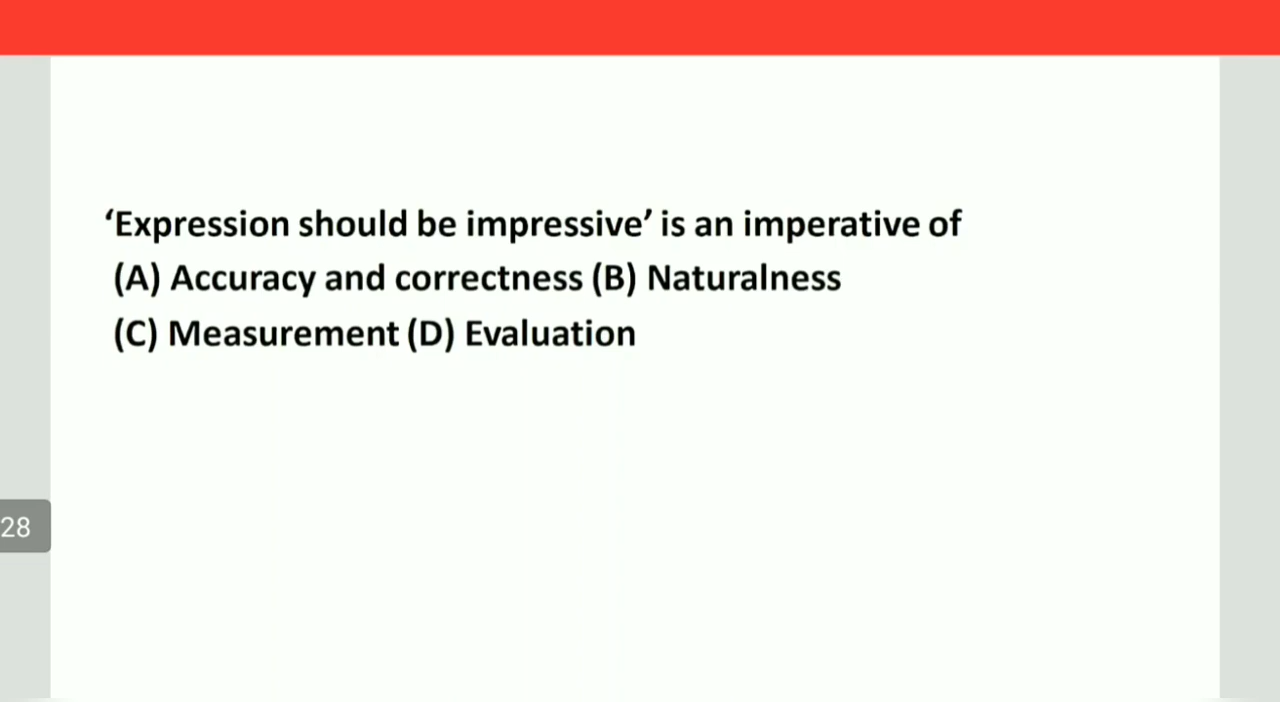 ‘Expression should be impressive’ is an imperative of
(A) Accuracy and correctness (B) Naturalness
(C) Measurement (D) Evaluation
28